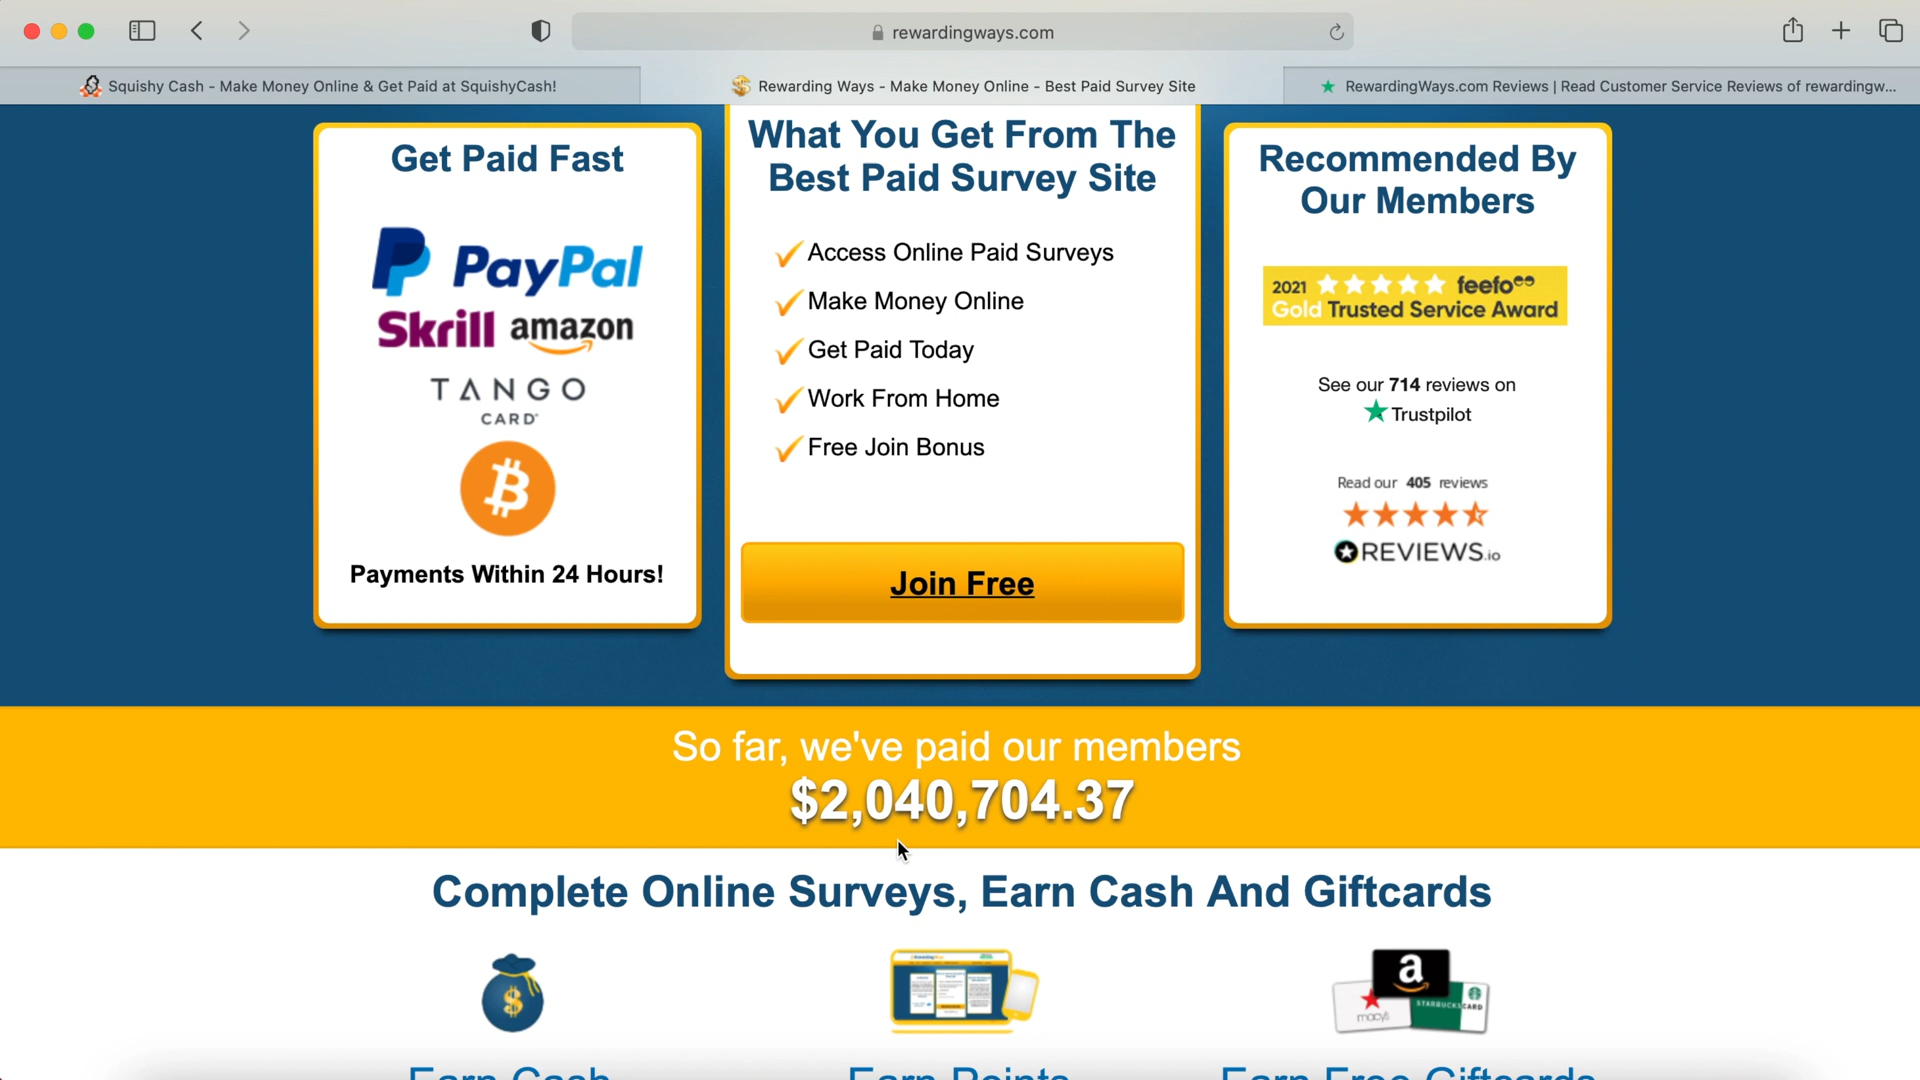 rewardingways.com
Squishy Cash - Make Money Online & Get Paid at SquishyCash!
Rewarding Ways - Make Money Online - Best Paid Survey Site
RewardingWays.com Reviews | Read Customer Service Reviews of rewardingw...
Get Paid Fast
PayPal
Skrill amazon
TANGO
CARD
Payments Within 24 Hours!
What You Get From The
Best Paid Survey Site
Access Online Paid Surveys
Make Money Online
Get Paid Today
Work From Home
Free Join Bonus
Join Free
Recommended By
Our Members
2021 feefo
Gold Trusted Service Award
See our 714 reviews on
Trustpilot
Read our 405 reviews
REVIEWS.io
So far, we've paid our members
$2,040,704.37
Complete Online Surveys, Earn Cash And Giftcards
macy's
STARBUCKS CARD
Earn Cash
Earn Points
Earn Free Giftcards